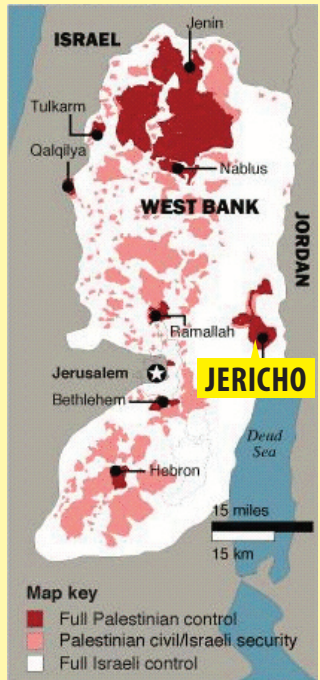 Jenin
ISRAEL
Tulkarm
Qalqilya
Nablus
WEST BANK
JORDAN
Ramallah
JERICHO
Jerusalem
Bethlehem
Dead
Sea
Hebron
15 miles
15 km
Map key
Full Palestinian control
Palestinian civil/Israeli security
Full Israeli control